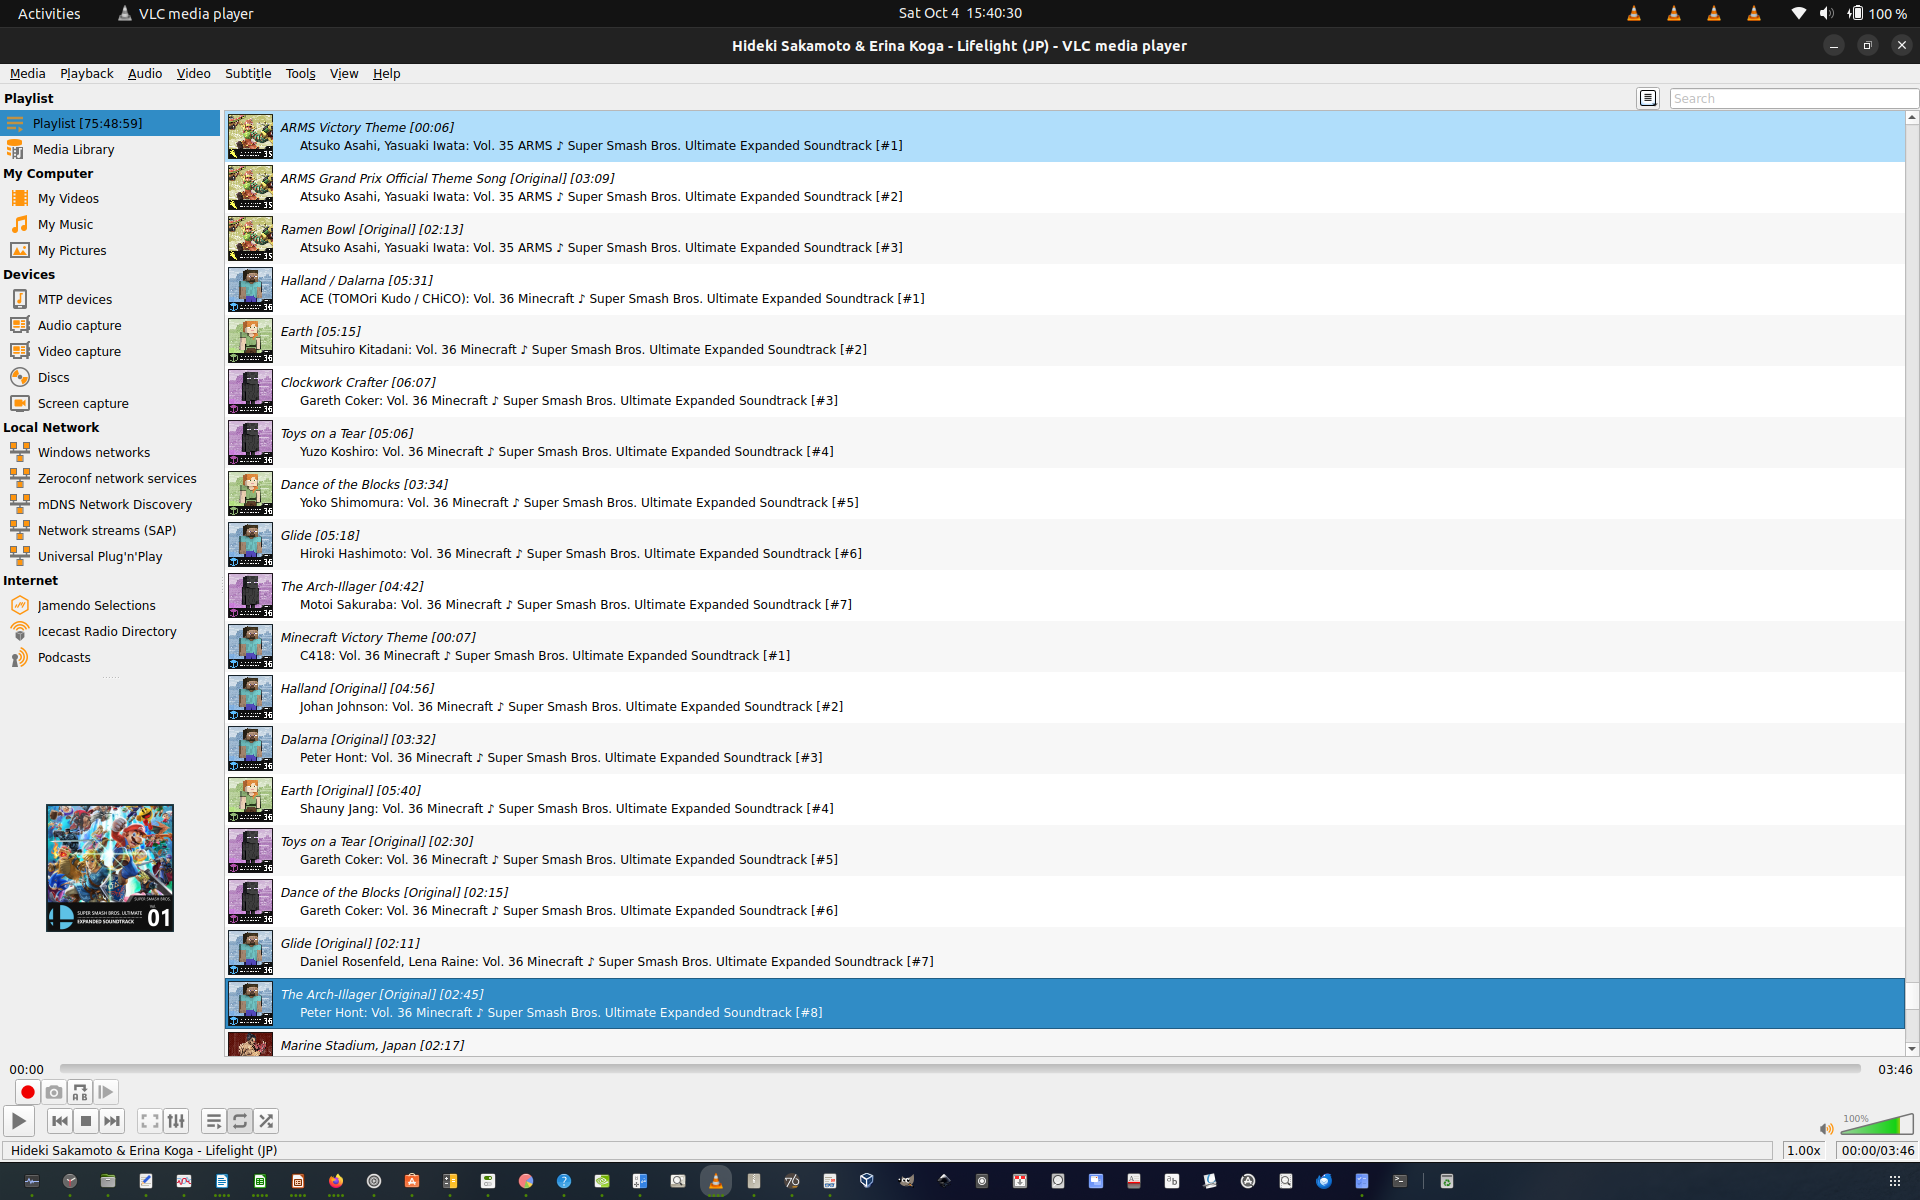 Activities
VLC media player
Sat Oct 4 15:40:30
100 %
Hideki Sakamoto & Erina Koga - Lifelight (JP) - VLC media player
Media Playback Audio Video Subtitle Tools View Help
Playlist
Search
Playlist [75:48:59]
Media Library
My Computer
My Videos
My Music
My Pictures
Devices
MTP devices
Audio capture
Video capture
Discs
Screen capture
Local Network
Windows networks
Zeroconf network services
mDNS Network Discovery
Network streams (SAP)
Universal Plug'n'Play
Internet
Jamendo Selections
Icecast Radio Directory
Podcasts
SUPER SMASH BROS. ULTIMATE
EXPANDED SOUNDTRACK
01
ARMS Victory Theme [00:06]
Atsuko Asahi, Yasuaki Iwata: Vol. 35 ARMS ♪ Super Smash Bros. Ultimate Expanded Soundtrack [#1]
ARMS Grand Prix Official Theme Song [Original] [03:09]
Atsuko Asahi, Yasuaki Iwata: Vol. 35 ARMS ♪ Super Smash Bros. Ultimate Expanded Soundtrack [#2]
Ramen Bowl [Original] [02:13]
Atsuko Asahi, Yasuaki Iwata: Vol. 35 ARMS ♪ Super Smash Bros. Ultimate Expanded Soundtrack [#3]
Halland / Dalarna [05:31]
ACE (TOMOri Kudo / CHiCO): Vol. 36 Minecraft ♪ Super Smash Bros. Ultimate Expanded Soundtrack [#1]
Earth [05:15]
Mitsuhiro Kitadani: Vol. 36 Minecraft ♪ Super Smash Bros. Ultimate Expanded Soundtrack [#2]
Clockwork Crafter [06:07]
Gareth Coker: Vol. 36 Minecraft ♪ Super Smash Bros. Ultimate Expanded Soundtrack [#3]
Toys on a Tear [05:06]
Yuzo Koshiro: Vol. 36 Minecraft ♪ Super Smash Bros. Ultimate Expanded Soundtrack [#4]
Dance of the Blocks [03:34]
Yoko Shimomura: Vol. 36 Minecraft ♪ Super Smash Bros. Ultimate Expanded Soundtrack [#5]
Glide [05:18]
Hiroki Hashimoto: Vol. 36 Minecraft ♪ Super Smash Bros. Ultimate Expanded Soundtrack [#6]
The Arch-Illager [04:42]
Motoi Sakuraba: Vol. 36 Minecraft ♪ Super Smash Bros. Ultimate Expanded Soundtrack [#7]
Minecraft Victory Theme [00:07]
C418: Vol. 36 Minecraft ♪ Super Smash Bros. Ultimate Expanded Soundtrack [#1]
Halland [Original] [04:56]
Johan Johnson: Vol. 36 Minecraft ♪ Super Smash Bros. Ultimate Expanded Soundtrack [#2]
Dalarna [Original] [03:32]
Peter Hont: Vol. 36 Minecraft ♪ Super Smash Bros. Ultimate Expanded Soundtrack [#3]
Earth [Original] [05:40]
Shauny Jang: Vol. 36 Minecraft ♪ Super Smash Bros. Ultimate Expanded Soundtrack [#4]
Toys on a Tear [Original] [02:30]
Gareth Coker: Vol. 36 Minecraft ♪ Super Smash Bros. Ultimate Expanded Soundtrack [#5]
Dance of the Blocks [Original] [02:15]
Gareth Coker: Vol. 36 Minecraft ♪ Super Smash Bros. Ultimate Expanded Soundtrack [#6]
Glide [Original] [02:11]
Daniel Rosenfeld, Lena Raine: Vol. 36 Minecraft ♪ Super Smash Bros. Ultimate Expanded Soundtrack [#7]
The Arch-Illager [Original] [02:45]
Peter Hont: Vol. 36 Minecraft ♪ Super Smash Bros. Ultimate Expanded Soundtrack [#8]
Marine Stadium, Japan [02:17]
00:00
03:46
100%
Hideki Sakamoto & Erina Koga - Lifelight (JP)
1.00x
00:00/03:46